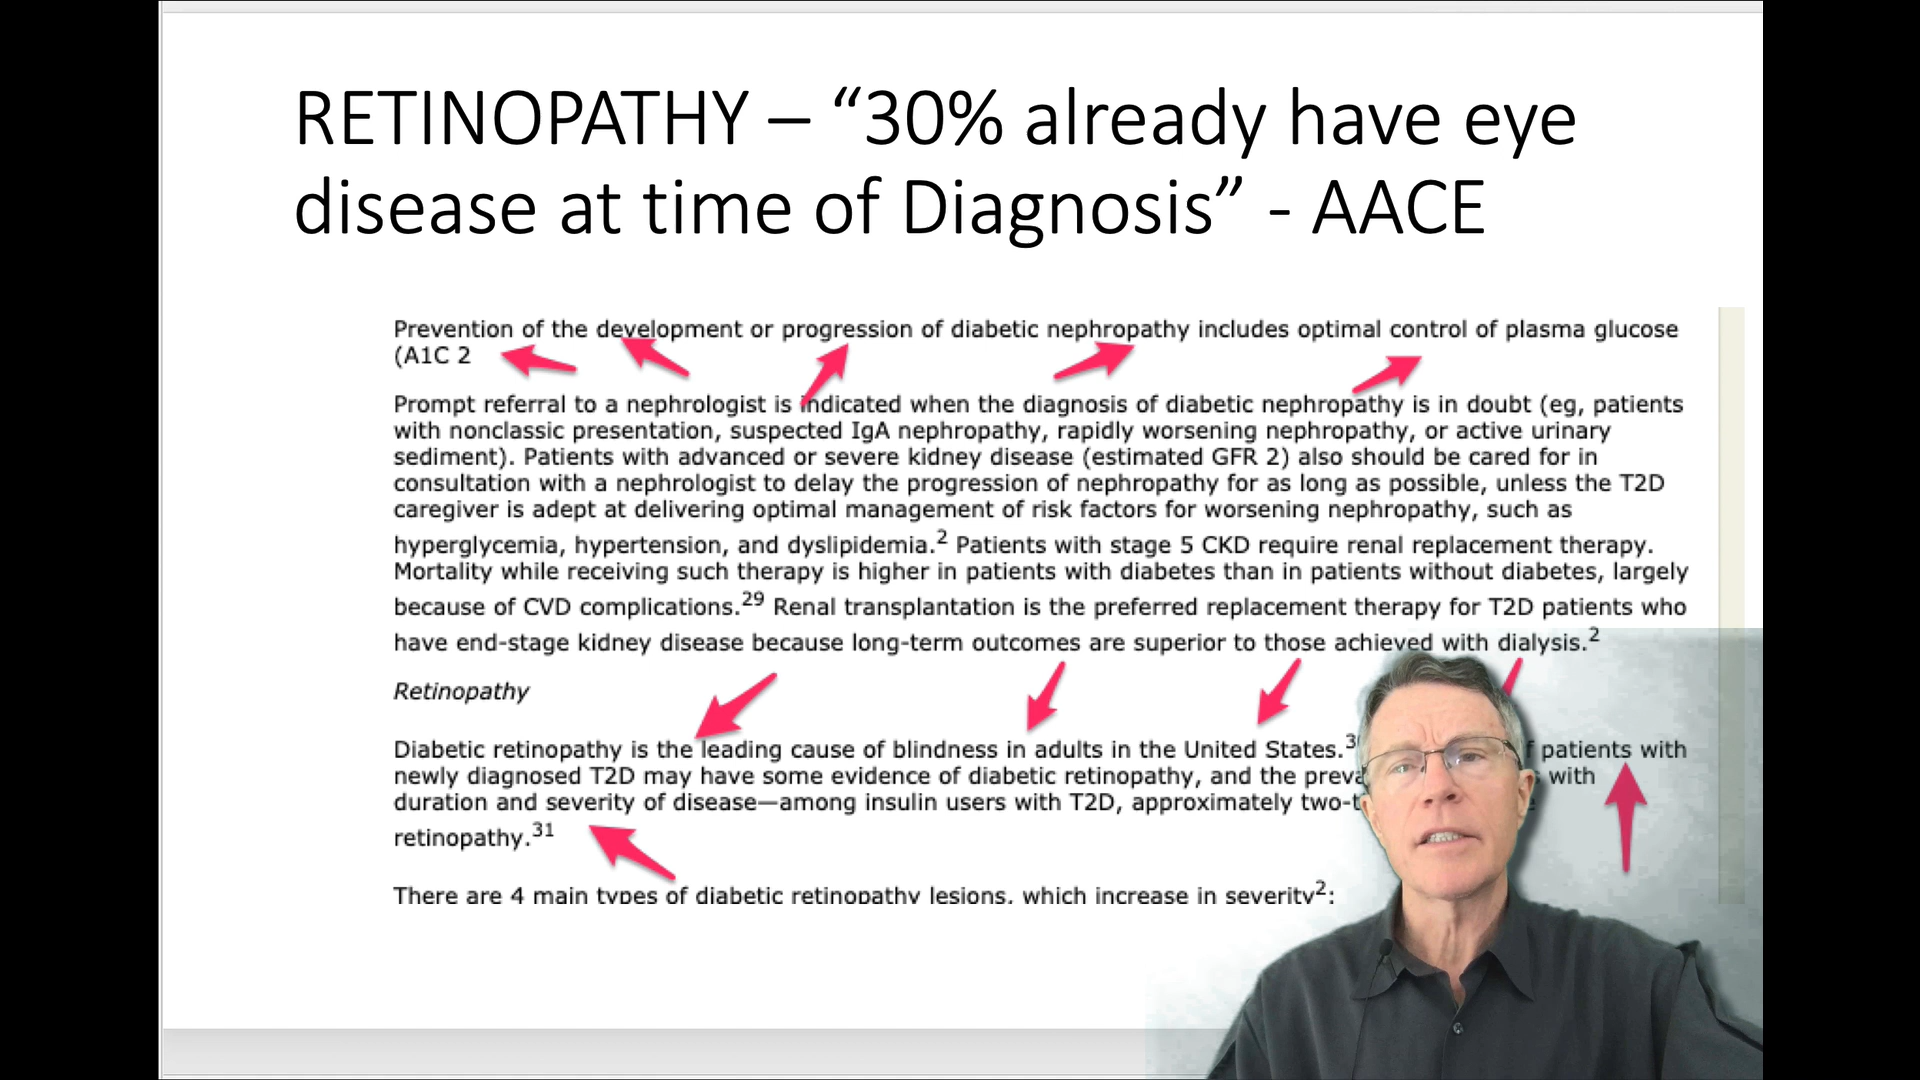 RETINOPATHY – “30% already have eye
disease at time of Diagnosis” - AACE
Prevention of the development or progression of diabetic nephropathy includes optimal control of plasma glucose
(A1C 2
Prompt referral to a nephrologist is indicated when the diagnosis of diabetic nephropathy is in doubt (eg, patients
with nonclassic presentation, suspected IgA nephropathy, rapidly worsening nephropathy, or active urinary
sediment). Patients with advanced or severe kidney disease (estimated GFR 2) also should be cared for in
consultation with a nephrologist to delay the progression of nephropathy for as long as possible, unless the T2D
caregiver is adept at delivering optimal management of risk factors for worsening nephropathy, such as
hyperglycemia, hypertension, and dyslipidemia.2 Patients with stage 5 CKD require renal replacement therapy.
Mortality while receiving such therapy is higher in patients with diabetes than in patients without diabetes, largely
because of CVD complications.29 Renal transplantation is the preferred replacement therapy for T2D patients who
have end-stage kidney disease because long-term outcomes are superior to those achieved with dialysis.2
Retinopathy
Diabetic retinopathy is the leading cause of blindness in adults in the United States. patients with
newly diagnosed T2D may have some evidence of diabetic retinopathy, and the with
duration and severity of disease—among insulin users with T2D, approximately
retinopathy.31
There are 4 main types of diabetic retinopathy lesions, which increase in severity2: